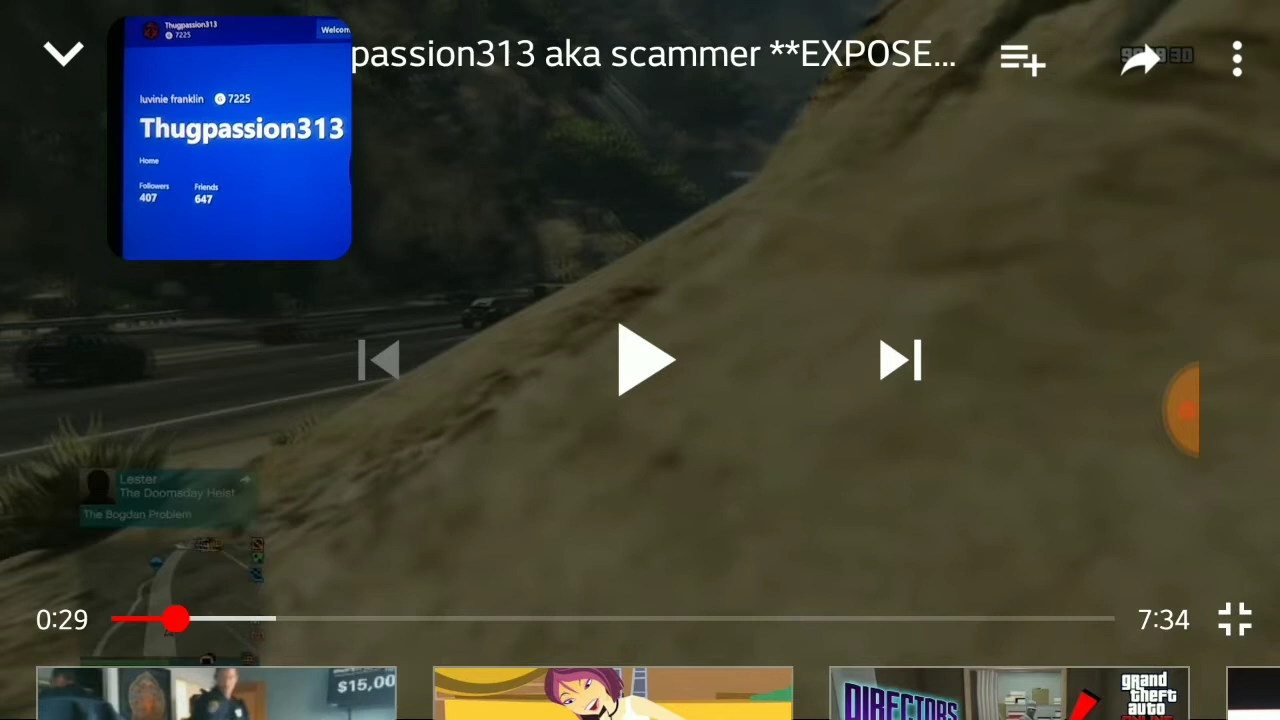 Thugpassion313
7225
Welcom
passion313 aka scammer **EXPOSE...
luvinie franklin 7225
Thugpassion313
Home
Followers Friends
407 647
Lester
The Doomsday Heist
The Bogdan Problem
0:29 7:34
$15,00
DIRECTORS
grand
theft
auto